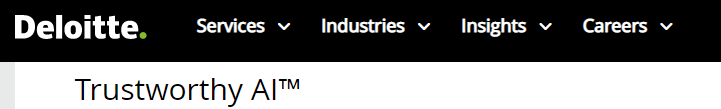 Deloitte. Services Industries Insights Careers
Trustworthy AI™